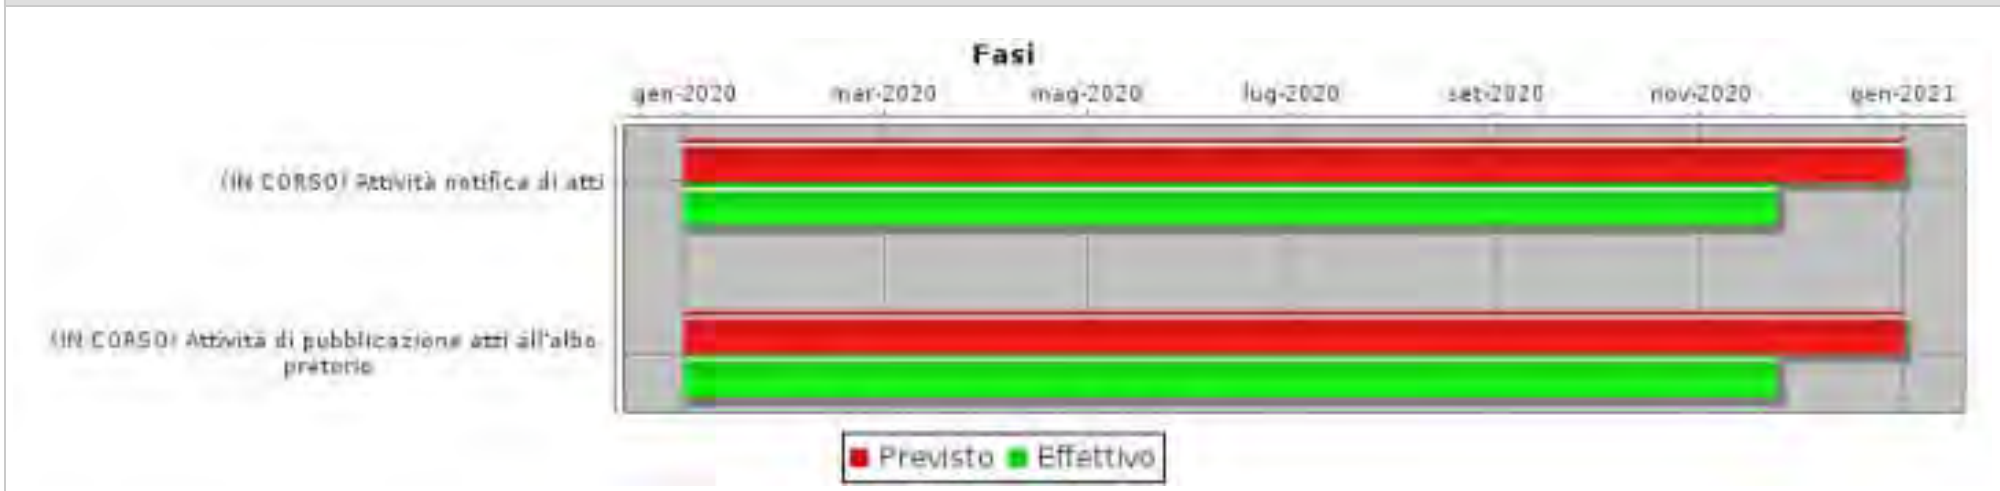 Fasi
gen-2020 mar-2020 mag-2020 lug-2020 set-2020 nov-2020 gen-2021
(IN CORSO) Attività notifica di atti
(IN CORSO) Attività di pubblicazione atti all'albo
pretorio
Previsto Effettivo